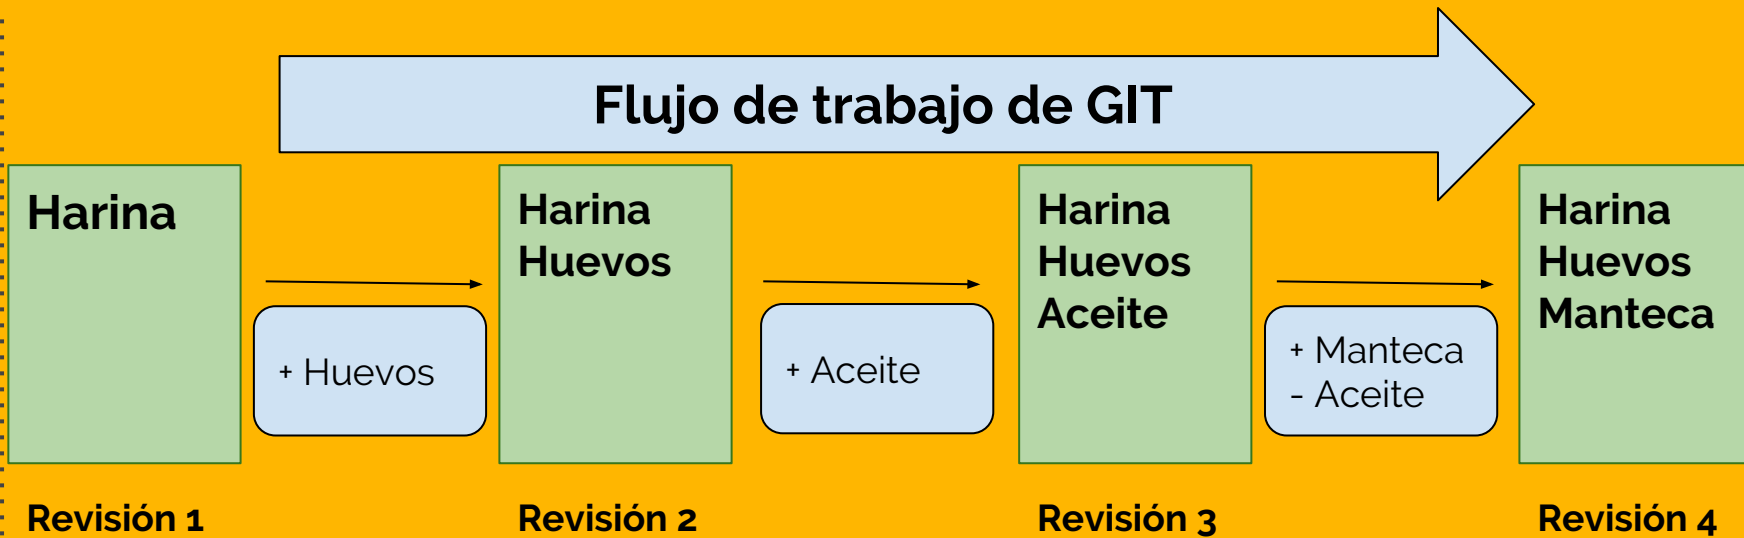 Flujo de trabajo de GIT
Harina
+ Huevos
Harina
Huevos
+ Aceite
Harina
Huevos
Aceite
+ Manteca
- Aceite
Harina
Huevos
Manteca
Revisión 1
Revisión 2
Revisión 3
Revisión 4